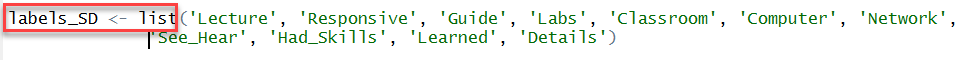 labels_SD <- list('Lecture', 'Responsive', 'Guide', 'Labs', 'Classroom', 'Computer', 'Network',
'See_Hear', 'Had_Skills', 'Learned', 'Details')